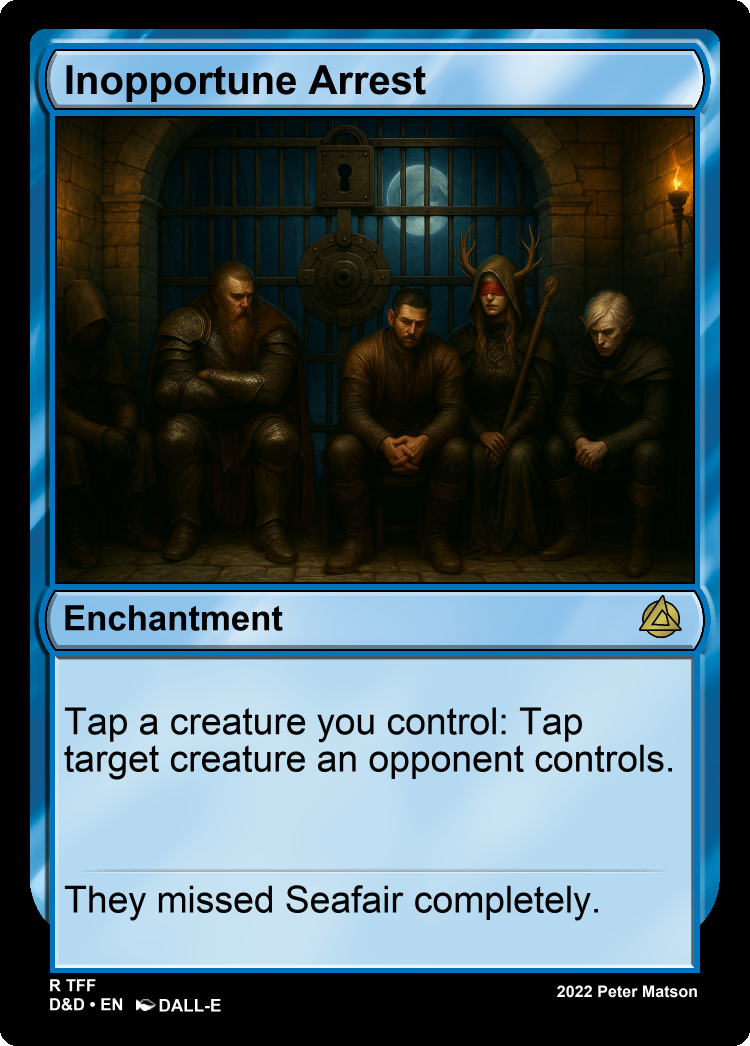 Inopportune Arrest
Enchantment
Tap a creature you control: Tap
target creature an opponent controls.
They missed Seafair completely.
R TFF
D&D • EN DALL-E
2022 Peter Matson